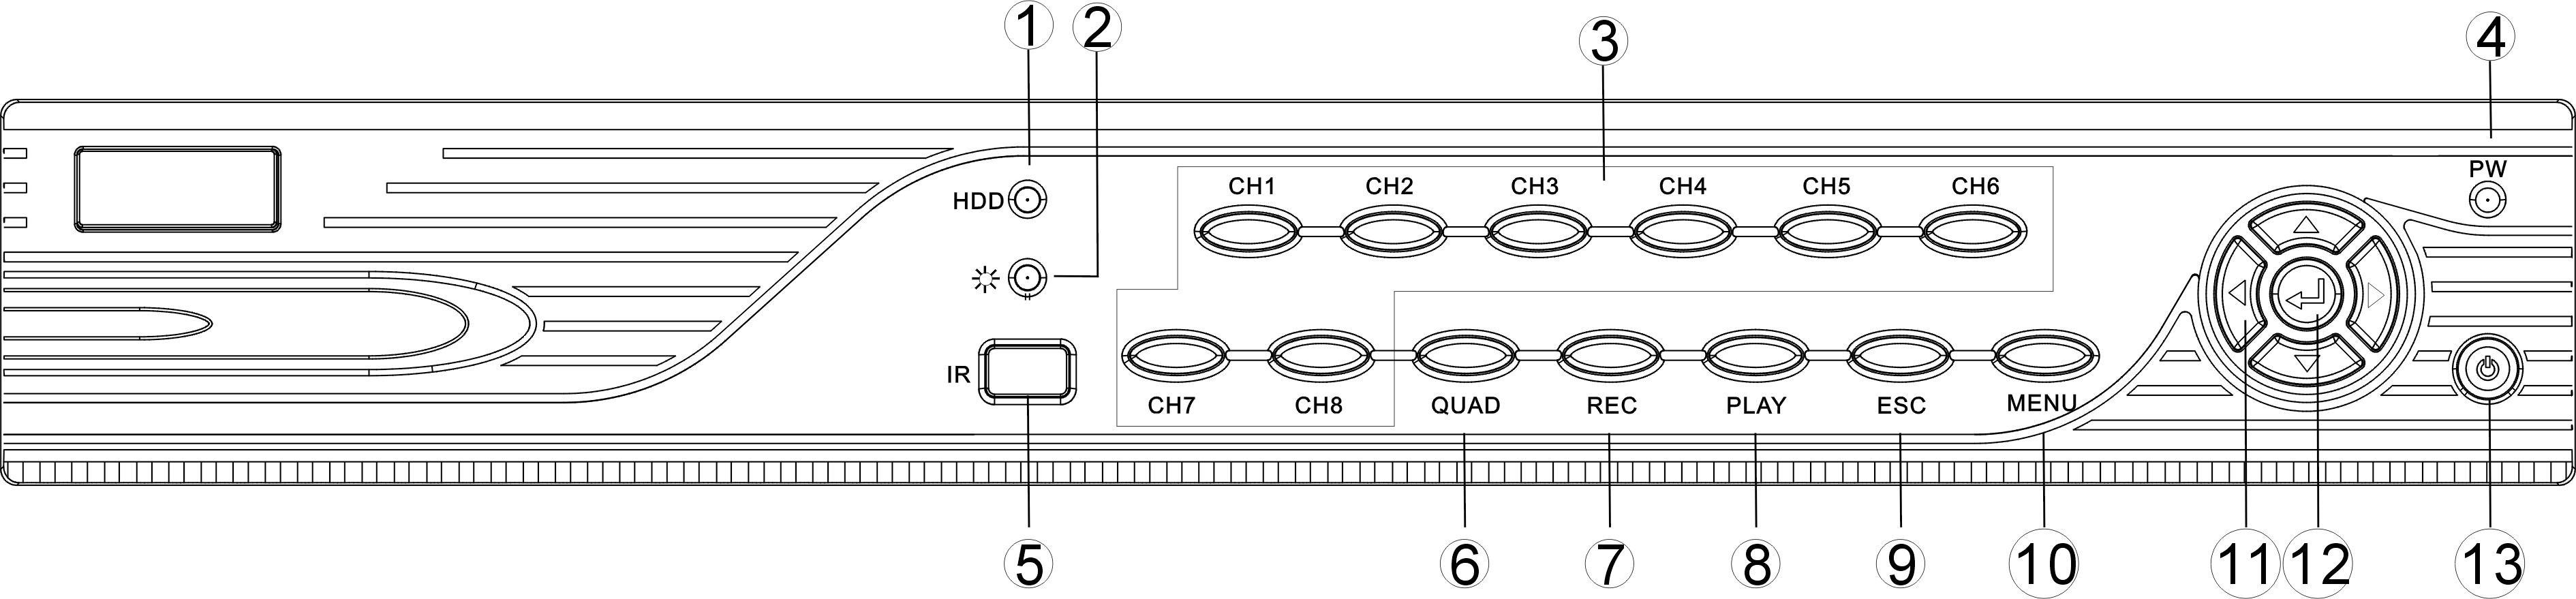 1 2 3 4
PW
CH1 CH2 CH3 CH4 CH5 CH6
HDD
IR
CH7 CH8 QUAD REC PLAY ESC MENU
5 6 7 8 9 10 11 12 13